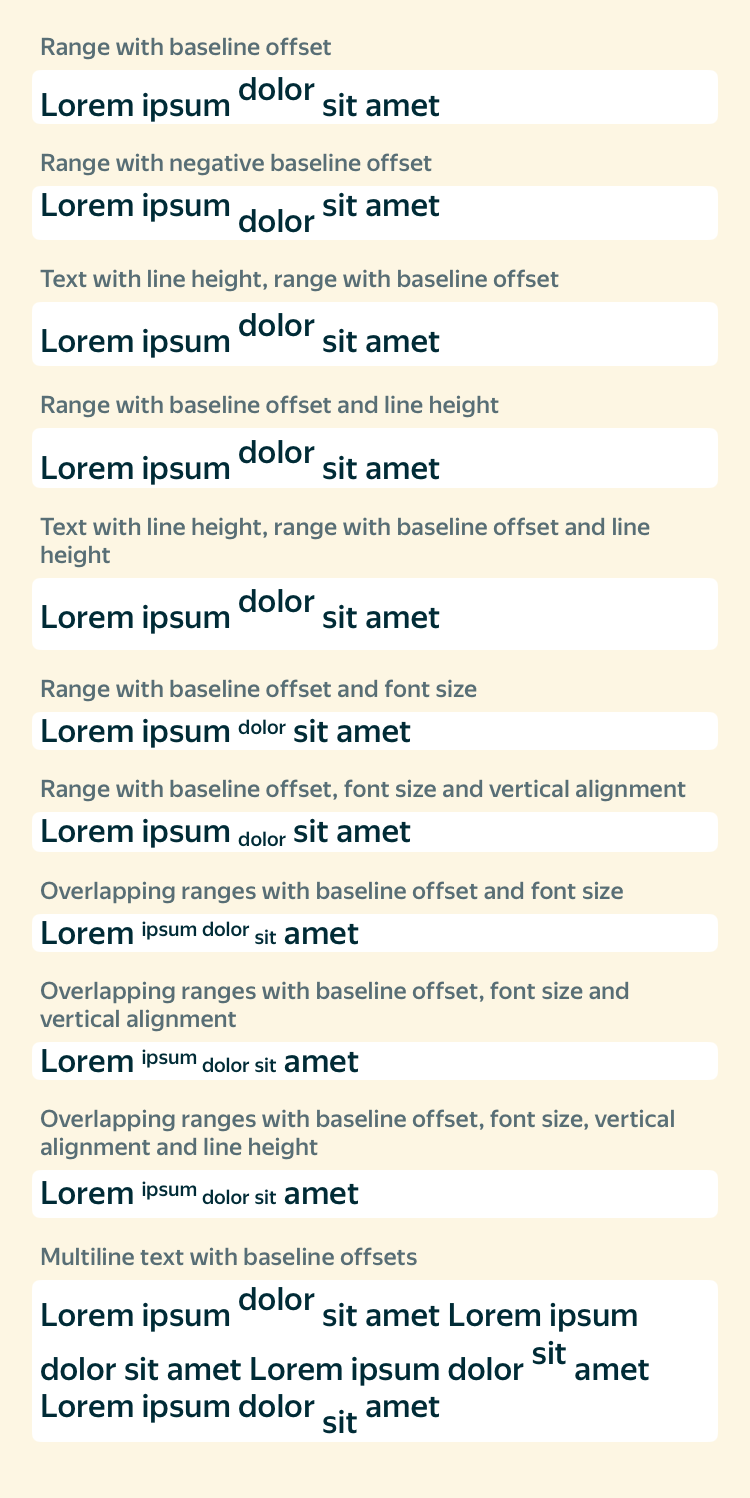 Range with baseline offset
Lorem ipsum dolor sit amet
Range with negative baseline offset
Lorem ipsum dolor sit amet
Text with line height, range with baseline offset
Lorem ipsum dolor sit amet
Range with baseline offset and line height
Lorem ipsum dolor sit amet
Text with line height, range with baseline offset and line
height
Lorem ipsum dolor sit amet
Range with baseline offset and font size
Lorem ipsum dolor sit amet
Range with baseline offset, font size and vertical alignment
Lorem ipsum dolor sit amet
Overlapping ranges with baseline offset and font size
Lorem ipsum dolor sit amet
Overlapping ranges with baseline offset, font size and
vertical alignment
Lorem ipsum dolor sit amet
Overlapping ranges with baseline offset, font size, vertical
alignment and line height
Lorem ipsum dolor sit amet
Multiline text with baseline offsets
Lorem ipsum dolor sit amet Lorem ipsum
dolor sit amet Lorem ipsum dolor sit amet
Lorem ipsum dolor sit amet